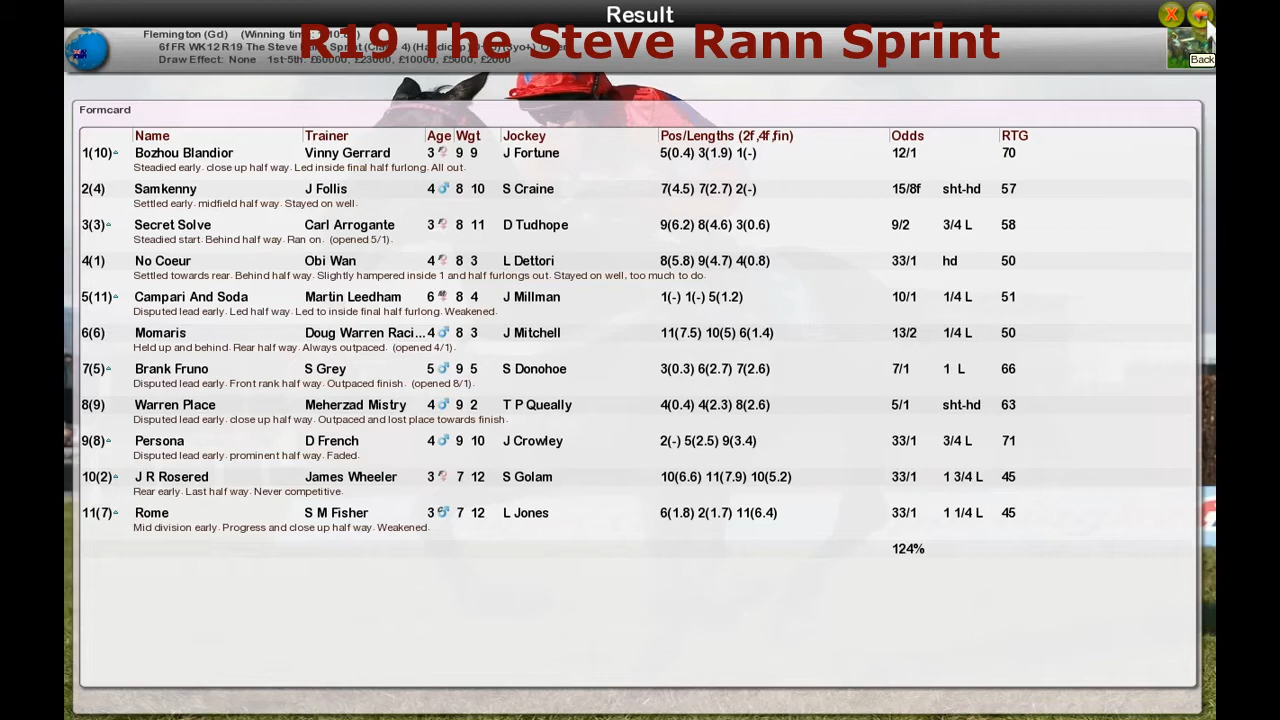 Result
R19 The Steve Rann Sprint
Flemington (Gd) (Winning time:
6fFR WK12 R19 The Steve Rann Sprint
Draw Effect: None 1st-5th: £60000, £23000, £10000, £5000, £2000
Back
Formcard
Name Trainer Age Wgt Jockey Pos/Lengths (2f,4f,fin) Odds RTG
1(10) Bozhou Blandior Vinny Gerrard 3 9 9 J Fortune 5(0.4) 3(1.9) 1(-) 12/1 70
Steadied early. close up half way. Led inside final half furlong. All out.
2(4) Samkenny J Follis 4 8 10 S Craine 7(4.5) 7(2.7) 2(-) 15/8f sht-hd 57
Settled early. midfield half way. Stayed on well.
3(3) Secret Solve Carl Arrogante 3 8 11 D Tudhope 9(6.2) 8(4.6) 3(0.6) 9/2 3/4 L 58
Steadied start. Behind half way. Ran on. (opened 5/1).
4(1) No Coeur Obi Wan 4 8 3 L Dettori 8(5.8) 9(4.7) 4(0.8) 33/1 hd 50
Settled towards rear. Behind half way. Slightly hampered inside 1 and half furlongs out. Stayed on well, too much to do.
5(11) Campari And Soda Martin Leedham 6 8 4 J Millman 1(-) 1(-) 5(1.2) 10/1 1/4 L 51
Disputed lead early. Led half way. Led to inside final half furlong. Weakened.
6(6) Momaris Doug Warren Raci... 4 8 3 J Mitchell 11(7.5) 10(5) 6(1.4) 13/2 1/4 L 50
Held up and behind. Rear half way. Always outpaced. (opened 4/1).
7(5) Brank Fruno S Grey 5 9 5 S Donohoe 3(0.3) 6(2.7) 7(2.6) 7/1 1 L 66
Disputed lead early. Front rank half way. Outpaced finish. (opened 8/1).
8(9) Warren Place Meherzad Mistry 4 9 2 T P Queally 4(0.4) 4(2.3) 8(2.6) 5/1 sht-hd 63
Disputed lead early. close up half way. Outpaced and lost place towards finish.
9(8) Persona D French 4 9 10 J Crowley 2(-) 5(2.5) 9(3.4) 33/1 3/4 L 71
Disputed lead early. prominent half way. Faded.
10(2) J R Rosered James Wheeler 3 7 12 S Golam 10(6.6) 11(7.9) 10(5.2) 33/1 1 3/4 L 45
Rear early. Last half way. Never competitive.
11(7) Rome S M Fisher 3 7 12 L Jones 6(1.8) 2(1.7) 11(6.4) 33/1 1 1/4 L 45
Mid division early. Progress and close up half way. Weakened.
124%